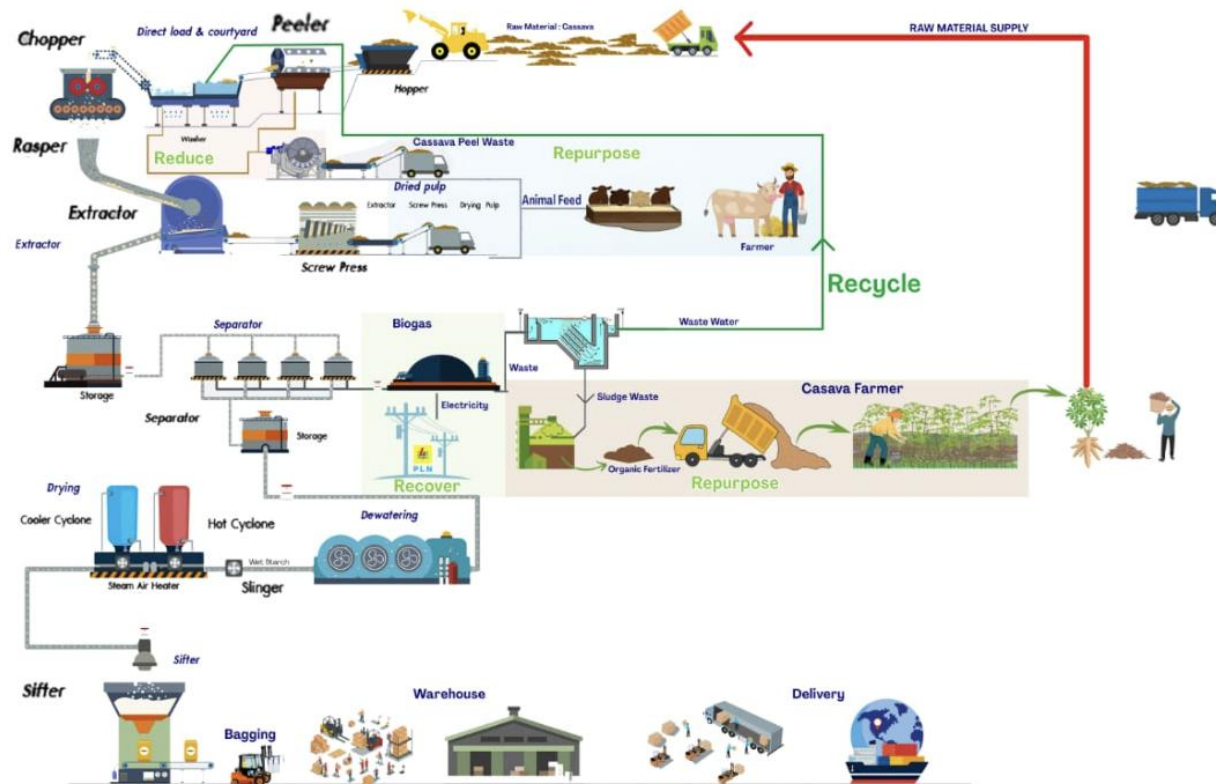 Peeler
Direct load & courtyard
Chopper
Raw Material : Cassava
RAW MATERIAL SUPPLY
Hopper
Washer
Rasper
Reduce
Cassava Peel Waste
Repurpose
Dried pulp
Extractor Screw Press Drying Pulp
Animal Feed
Extractor
Extractor
Farmer
Screw Press
Recycle
Separator
Biogas
Waste Water
Waste
Storage
Casava Farmer
Electricity
Sludge Waste
Separator
Storage
PLN
Organic Fertilizer
Recover
Repurpose
Drying
Cooler Cyclone
Hot Cyclone
Dewatering
Wet Starch
Steam Air Heater
Slinger
Sifter
Sifter
Warehouse
Delivery
Bagging